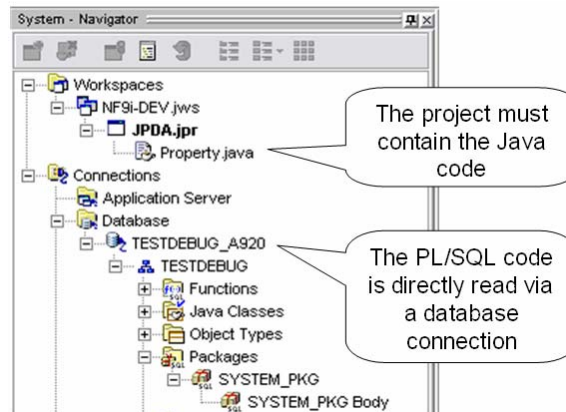 System - Navigator
Workspaces
NF9i-DEV.jws
JPDA.jpr
Property.java
Connections
Application Server
Database
TESTDEBUG_A920
TESTDEBUG
Functions
Java Classes
Object Types
Packages
SYSTEM_PKG
SYSTEM_PKG Body
The project must
contain the Java
code
The PL/SQL code
is directly read via
a database
connection